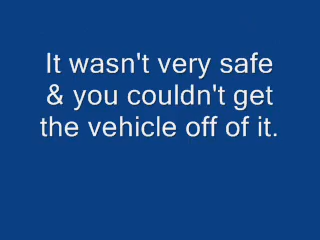 It wasn't very safe
& you couldn't get
the vehicle off of it.